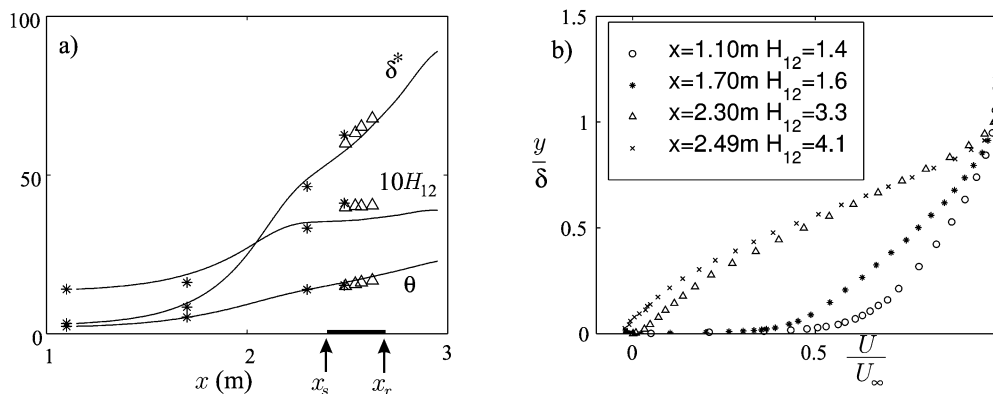 100
a)
δ*
50
10H12
θ
0
1
2
3
x (m)
xs
xr
1.5
b)
x=1.10m H12=1.4
x=1.70m H12=1.6
x=2.30m H12=3.3
x=2.49m H12=4.1
y
δ
1
0.5
0
0
0.5
U
U∞